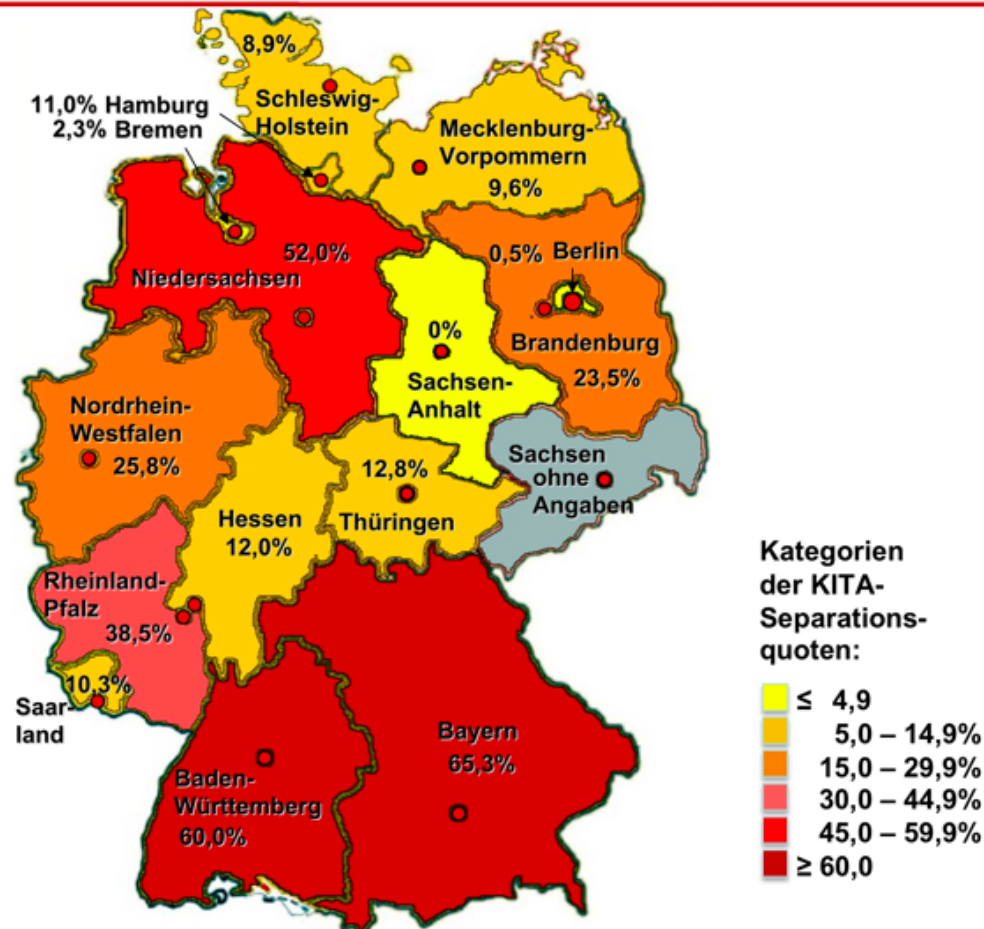 8,9%
Schleswig-
Holstein
11,0% Hamburg
2,3% Bremen
Mecklenburg-
Vorpommern
9,6%
52,0%
Niedersachsen
0,5% Berlin
Brandenburg
23,5%
0%
Sachsen-
Anhalt
Nordrhein-
Westfalen
25,8%
Sachsen
ohne
Angaben
12,8%
Thüringen
Hessen
12,0%
Rheinland-
Pfalz
38,5%
10,3%
Saar-
land
Bayern
65,3%
Baden-
Württemberg
60,0%
Kategorien
der KITA-
Separations-
quoten:
≤ 4,9
5,0 – 14,9%
15,0 – 29,9%
30,0 – 44,9%
45,0 – 59,9%
≥ 60,0